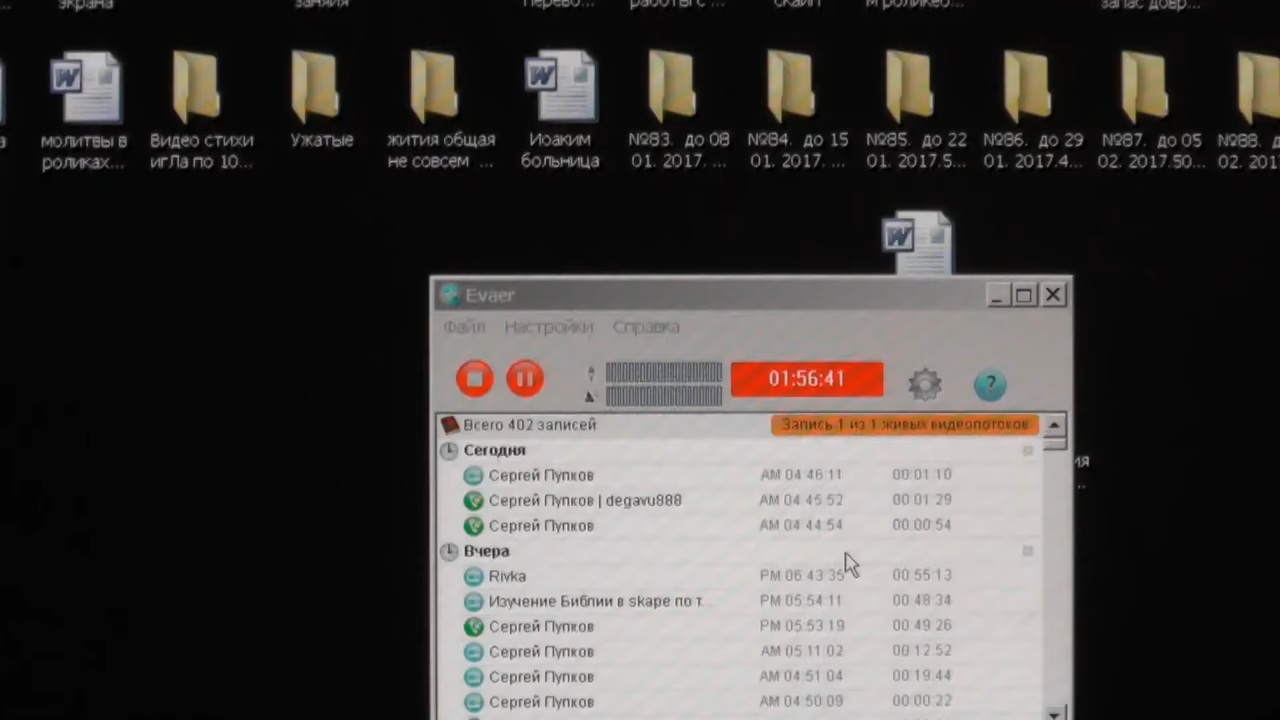 экрана
занятия
Перево...
работы с ...
скайп
запас довр...
молитвы в
роликах...
Видео стихи
игЛа по 10...
Ужатые
жития общая
не совсем ...
Иоаким
больница
№83. до 08
01. 2017. ...
№84. до 15
01. 2017. ...
№85. до 22
01. 2017.5...
№86. до 29
01. 2017.4...
№87. до 05
02. 2017.50...
№88.
02. 201
Evaer
Файл Настройки Справка
01:56:41
?
Всего 402 записей Запись 1 из 1 живых видеопотоков
Сегодня
Сергей Пупков AM 04:46:11 00:01:10
Сергей Пупков | degavu888 AM 04:45:52 00:01:29
Сергей Пупков AM 04:44:54 00:00:54
Вчера
Rivka PM 06:43:35 00:55:13
Изучение Библии в skape по т... PM 05:54:11 00:48:34
Сергей Пупков PM 05:53:19 00:49:26
Сергей Пупков AM 05:11:02 00:12:52
Сергей Пупков AM 04:51:04 00:19:44
Сергей Пупков AM 04:50:09 00:00:22